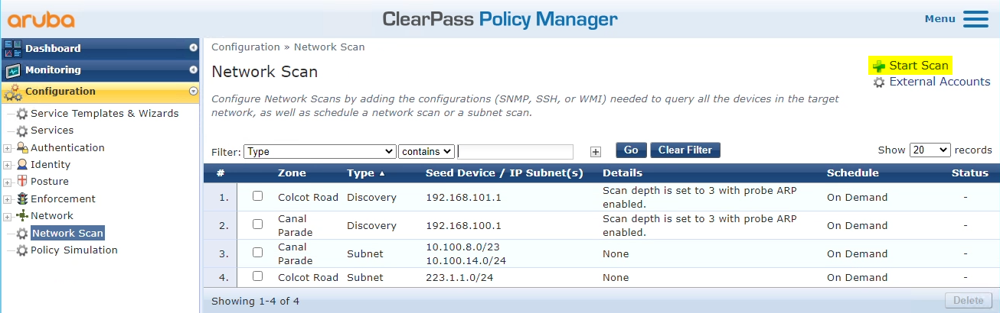 aruba
ClearPass Policy Manager
Menu
Dashboard
Monitoring
Configuration
Service Templates & Wizards
Services
Authentication
Identity
Posture
Enforcement
Network
Network Scan
Policy Simulation
Configuration » Network Scan
Network Scan
Start Scan
External Accounts
Configure Network Scans by adding the configurations (SNMP, SSH, or WMI) needed to query all the devices in the target
network, as well as schedule a network scan or a subnet scan.
Filter: Type contains + Go Clear Filter Show 20 records
# Zone Type ▲ Seed Device / IP Subnet(s) Details Schedule Status
1. Colcot Road Discovery 192.168.101.1 Scan depth is set to 3 with probe ARP On Demand -
enabled.
2. Canal Discovery 192.168.100.1 Scan depth is set to 3 with probe ARP On Demand -
Parade enabled.
3. Canal Subnet 10.100.8.0/23 None On Demand -
Parade 10.100.14.0/24
4. Colcot Road Subnet 223.1.1.0/24 None On Demand -
Showing 1-4 of 4
Delete